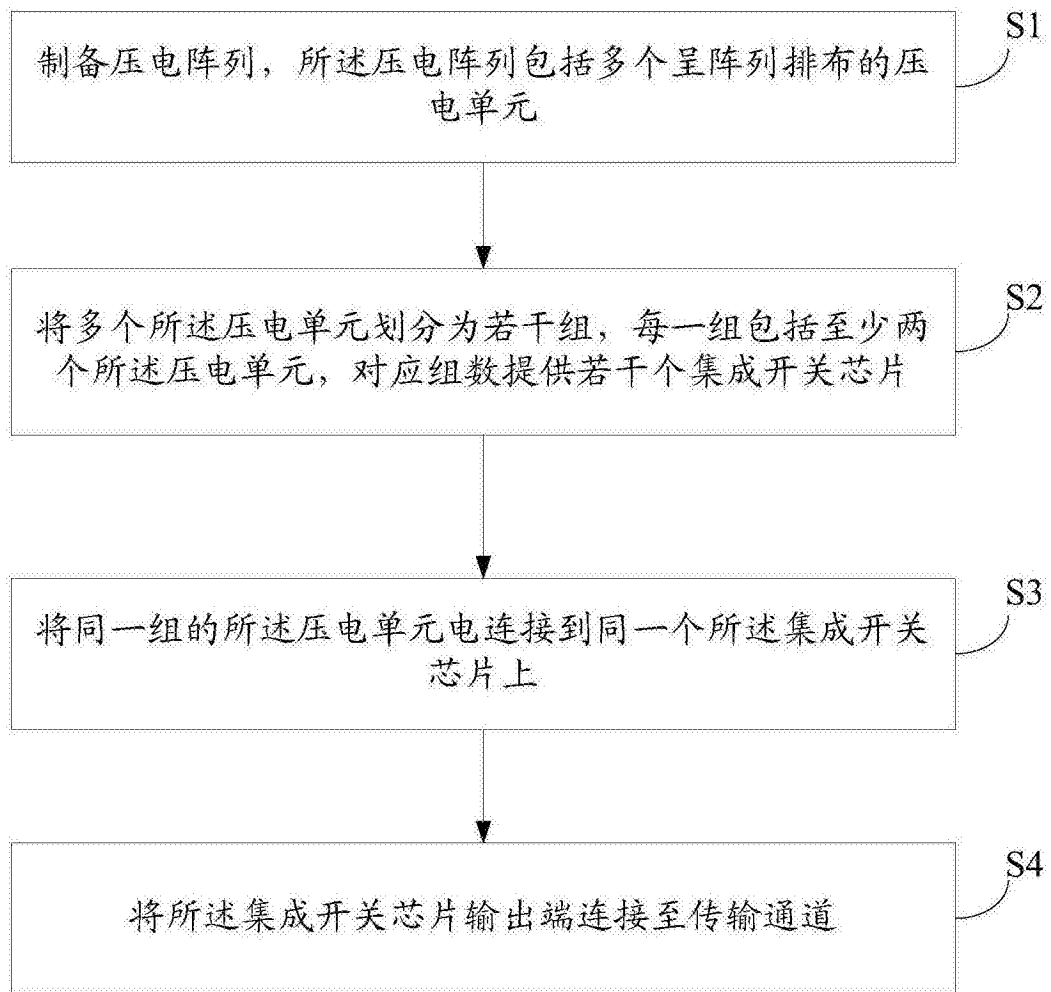 S1
制备压电阵列，所述压电阵列包括多个呈阵列排布的压
电单元
S2
将多个所述压电单元划分为若干组，每一组包括至少两
个所述压电单元，对应组数提供若干个集成开关芯片
S3
将同一组的所述压电单元电连接到同一个所述集成开关
芯片上
S4
将所述集成开关芯片输出端连接至传输通道